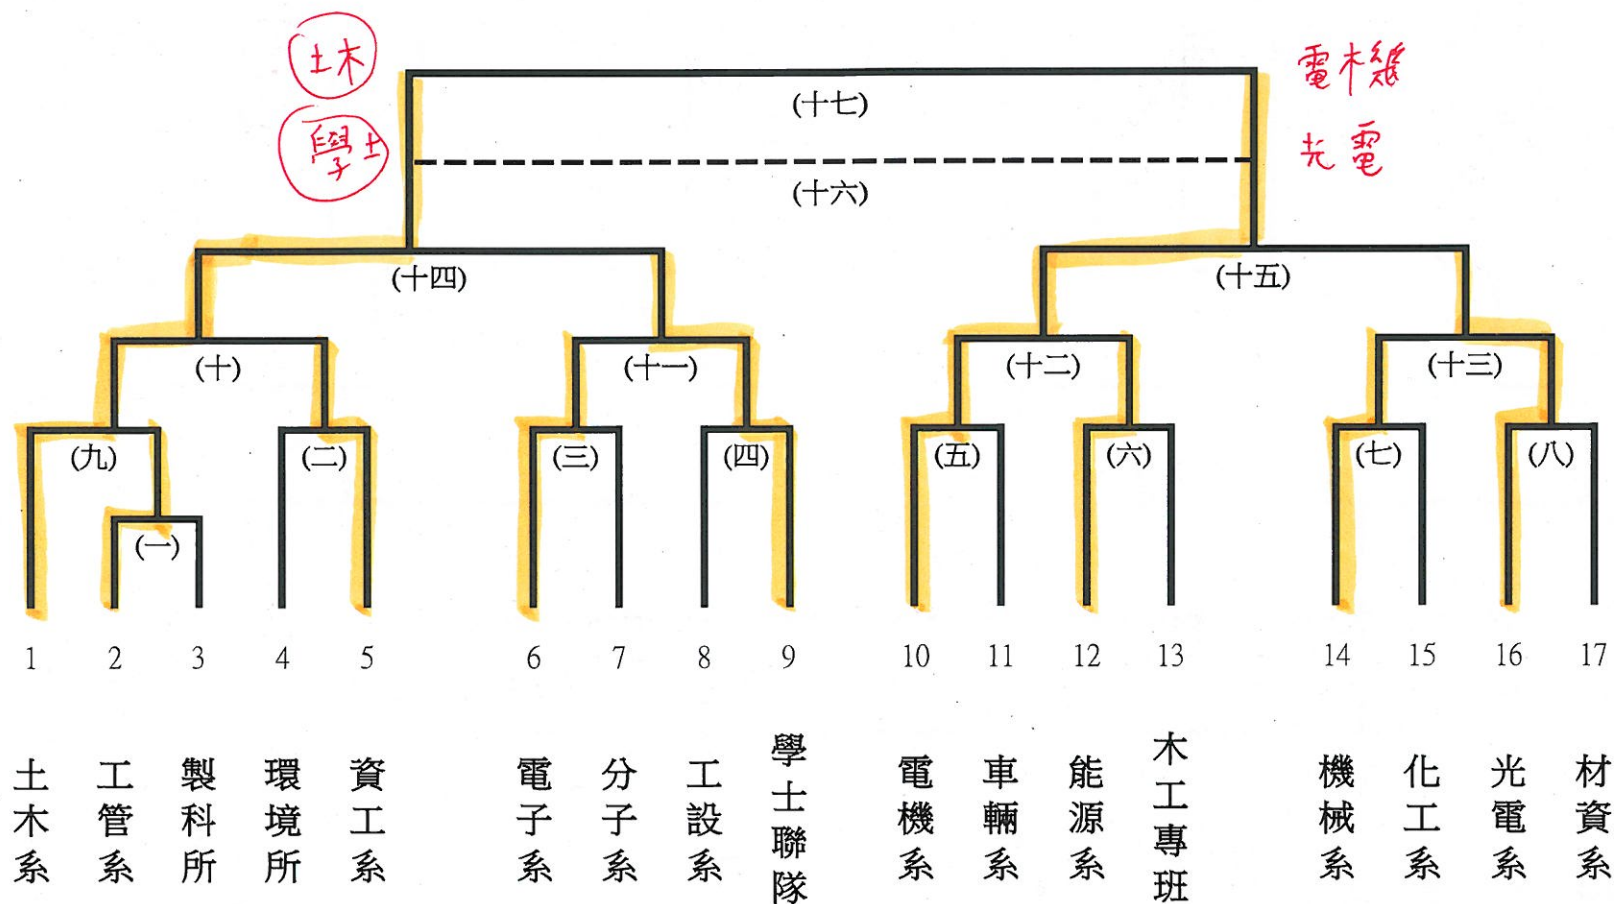 土木
電機
(十七)
學士
光電
(十六)
(十四)
(十五)
(十)
(十一)
(十二)
(十三)
(九)
(二)
(三)
(四)
(五)
(六)
(七)
(八)
(一)
1 2 3 4 5 6 7 8 9 10 11 12 13 14 15 16 17
土木系
工管系
製科所
環境所
資工系
電子系
分子系
工設系
學士聯隊
電機系
車輛系
能源系
木工專班
機械系
化工系
光電系
材資系